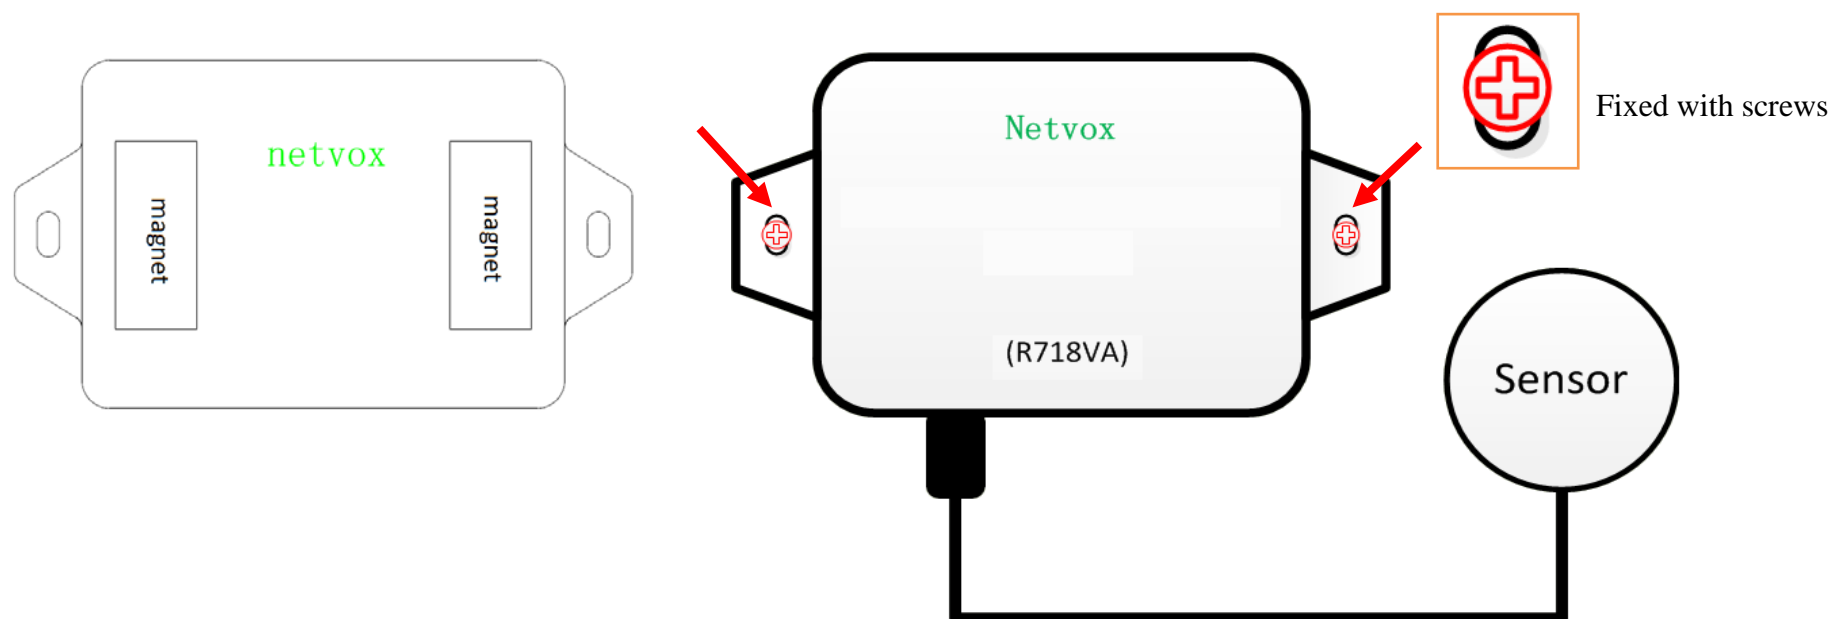 netvox
magnet
magnet
Netvox
(R718VA)
Sensor
Fixed with screws